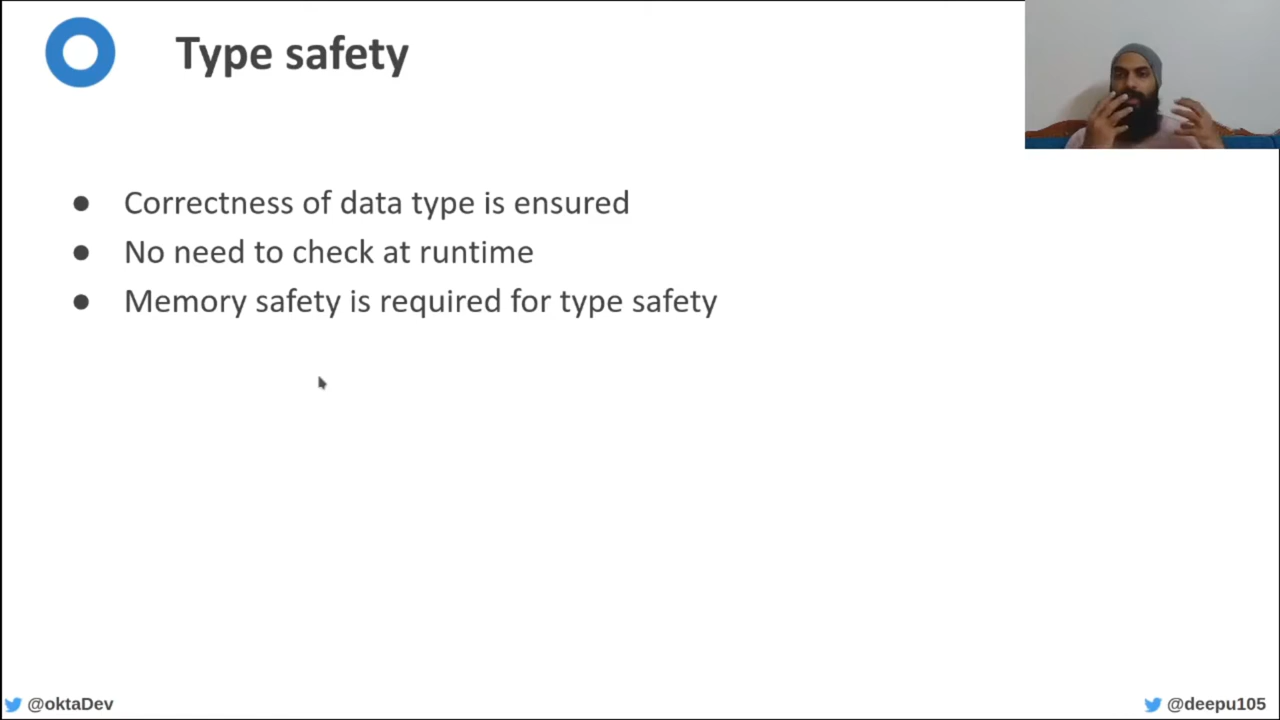 Type safety
● Correctness of data type is ensured
● No need to check at runtime
● Memory safety is required for type safety
@oktaDev
@deepu105